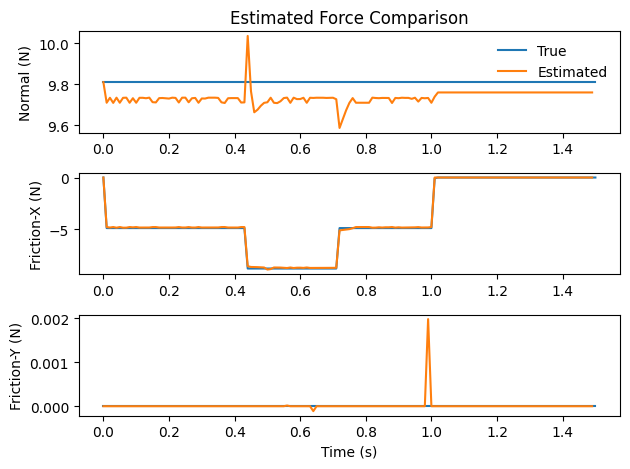 Estimated Force Comparison
Normal (N)
10.0
9.8
9.6
True
Estimated
0.0 0.2 0.4 0.6 0.8 1.0 1.2 1.4
Friction-X (N)
0
−5
0.0 0.2 0.4 0.6 0.8 1.0 1.2 1.4
Friction-Y (N)
0.002
0.001
0.000
0.0 0.2 0.4 0.6 0.8 1.0 1.2 1.4
Time (s)